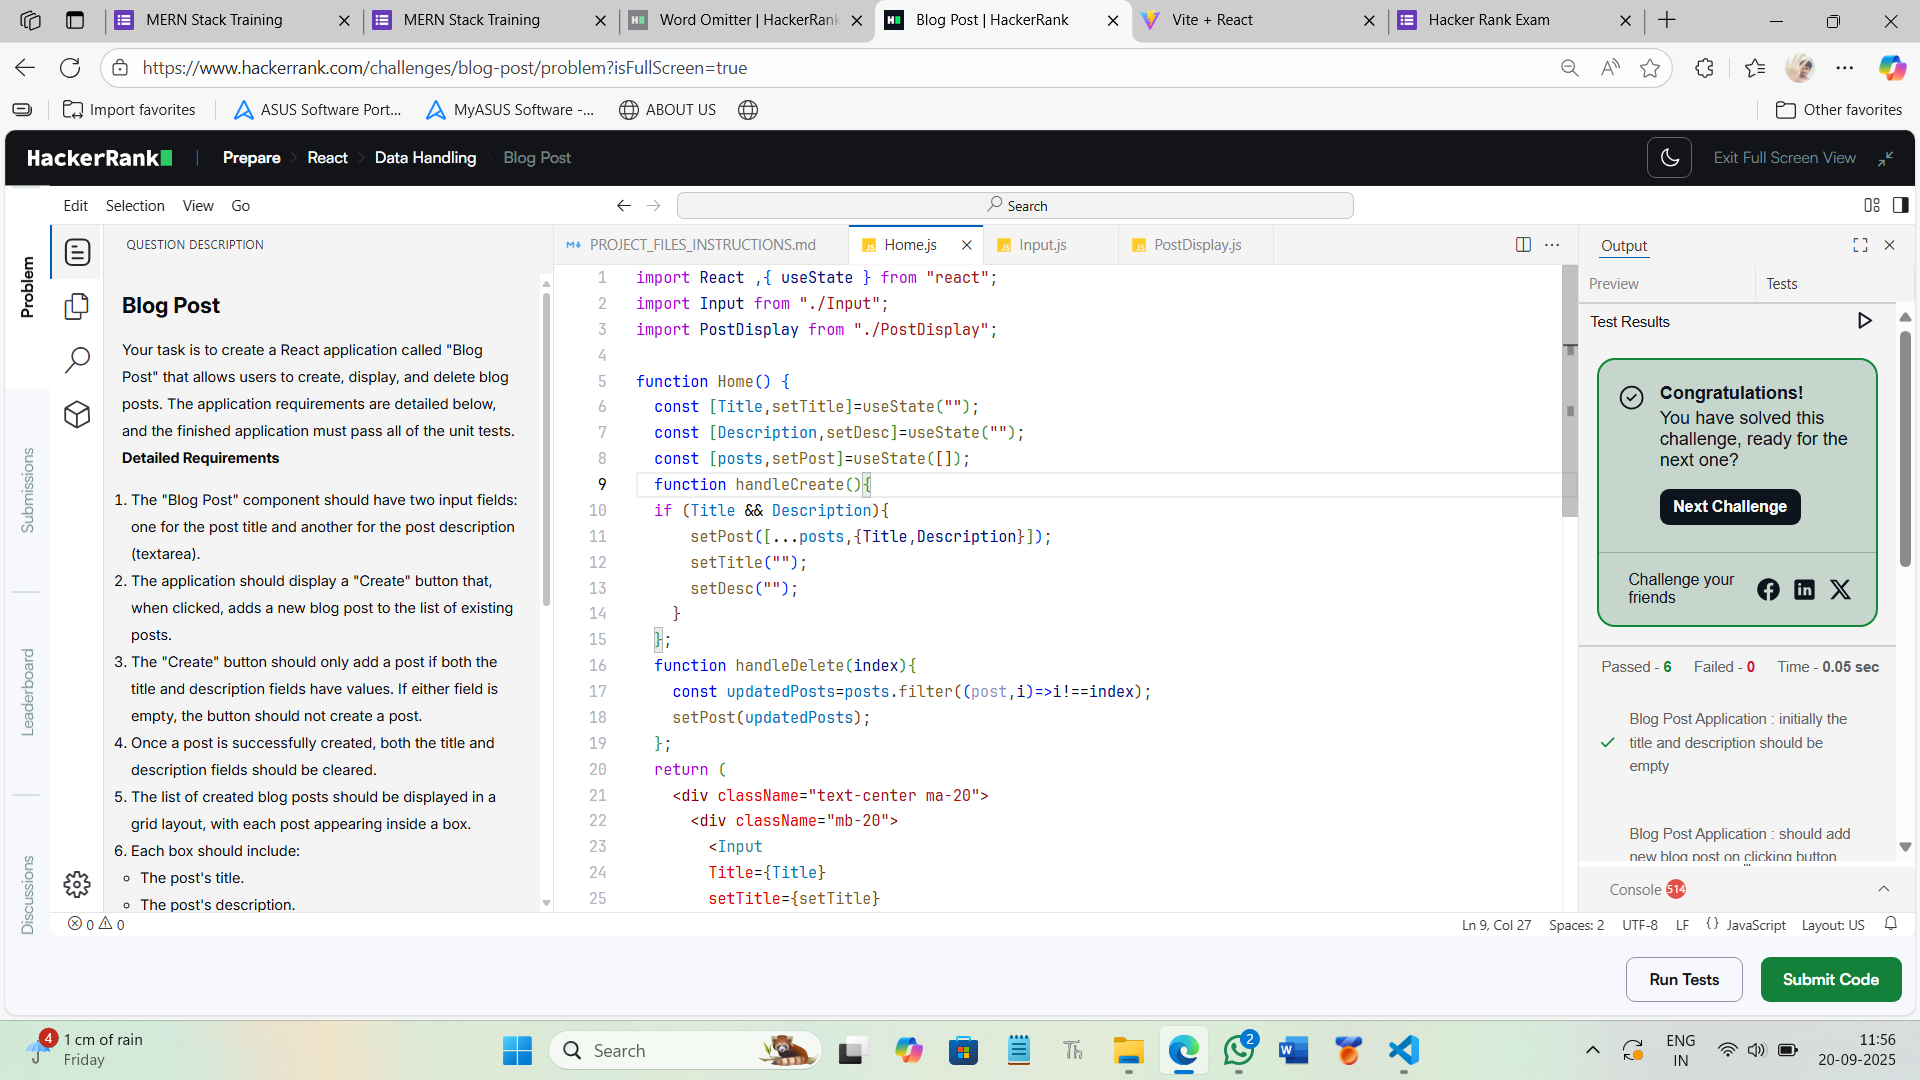 MERN Stack Training
MERN Stack Training
Word Omitter | HackerRank
Blog Post | HackerRank
Vite + React
Hacker Rank Exam
https://www.hackerrank.com/challenges/blog-post/problem?isFullScreen=true
Import favorites
ASUS Software Port...
MyASUS Software -...
ABOUT US
Other favorites
HackerRank
Prepare
React
Data Handling
Blog Post
Exit Full Screen View
Edit
Selection
View
Go
Search
Problem
Submissions
Leaderboard
Discussions
QUESTION DESCRIPTION
Blog Post
Your task is to create a React application called "Blog
Post" that allows users to create, display, and delete blog
posts. The application requirements are detailed below,
and the finished application must pass all of the unit tests.
Detailed Requirements
1. The "Blog Post" component should have two input fields:
one for the post title and another for the post description
(textarea).
2. The application should display a "Create" button that,
when clicked, adds a new blog post to the list of existing
posts.
3. The "Create" button should only add a post if both the
title and description fields have values. If either field is
empty, the button should not create a post.
4. Once a post is successfully created, both the title and
description fields should be cleared.
5. The list of created blog posts should be displayed in a
grid layout, with each post appearing inside a box.
6. Each box should include:
The post's title.
The post's description.
PROJECT_FILES_INSTRUCTIONS.md
Home.js
Input.js
PostDisplay.js
1 import React ,{ useState } from "react";
2 import Input from "./Input";
3 import PostDisplay from "./PostDisplay";
4
5 function Home() {
6 const [Title,setTitle]=useState("");
7 const [Description,setDesc]=useState("");
8 const [posts,setPost]=useState([]);
9 function handleCreate(){
10 if (Title && Description){
11 setPost([...posts,{Title,Description}]);
12 setTitle("");
13 setDesc("");
14 }
15 };
16 function handleDelete(index){
17 const updatedPosts=posts.filter((post,i)=>i!==index);
18 setPost(updatedPosts);
19 };
20 return (
21 <div className="text-center ma-20">
22 <div className="mb-20">
23 <Input
24 Title={Title}
25 setTitle={setTitle}
Output
Preview
Tests
Test Results
Congratulations!
You have solved this
challenge, ready for the
next one?
Next Challenge
Challenge your
friends
Passed - 6
Failed - 0
Time - 0.05 sec
Blog Post Application : initially the
title and description should be
empty
Blog Post Application : should add
new blog post on clicking button
Console 514
0
0
Ln 9, Col 27
Spaces: 2
UTF-8
LF
{} JavaScript
Layout: US
Run Tests
Submit Code
4
1 cm of rain
Friday
Search
Th
2
W
ENG
IN
11:56
20-09-2025